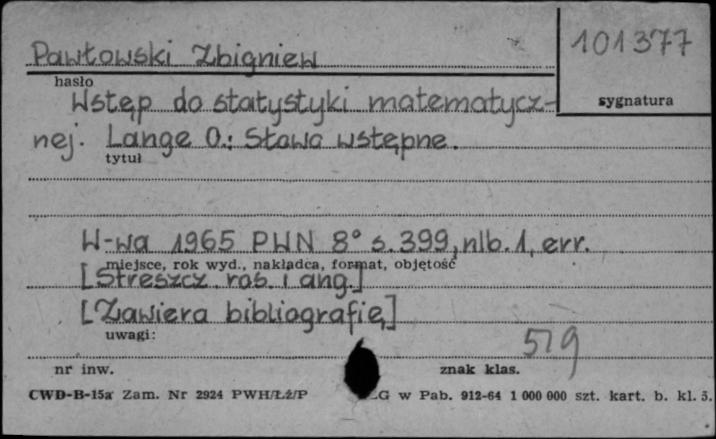 Pawłowski Zbigniew
101377
hasło
sygnatura
Wstęp do statystyki matematycz-
nej. Lange O.: Słowo wstępne.
tytuł
W-wa 1965 PWN 8° s. 399, nlb. 1, err.
miejsce, rok wyd., nakładca, format, objętość
[Streszcz. ros. i ang.]
[Zawiera bibliografię]
uwagi:
519
nr inw.
znak klas.
CWD-B-15a Zam. Nr 2924 PWH/Łź/P G w Pab. 912-64 1 000 000 szt. kart. b. kl. 5.